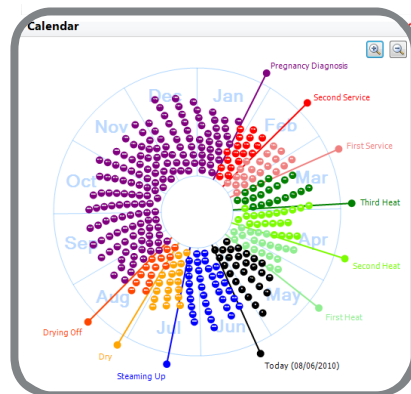 Calendar
Pregnancy Diagnosis
Second Service
First Service
Third Heat
Second Heat
First Heat
Today (08/06/2010)
Steaming Up
Dry
Drying Off
Jan
Feb
Mar
Apr
May
Jun
Jul
Aug
Sep
Oct
Nov
Dec